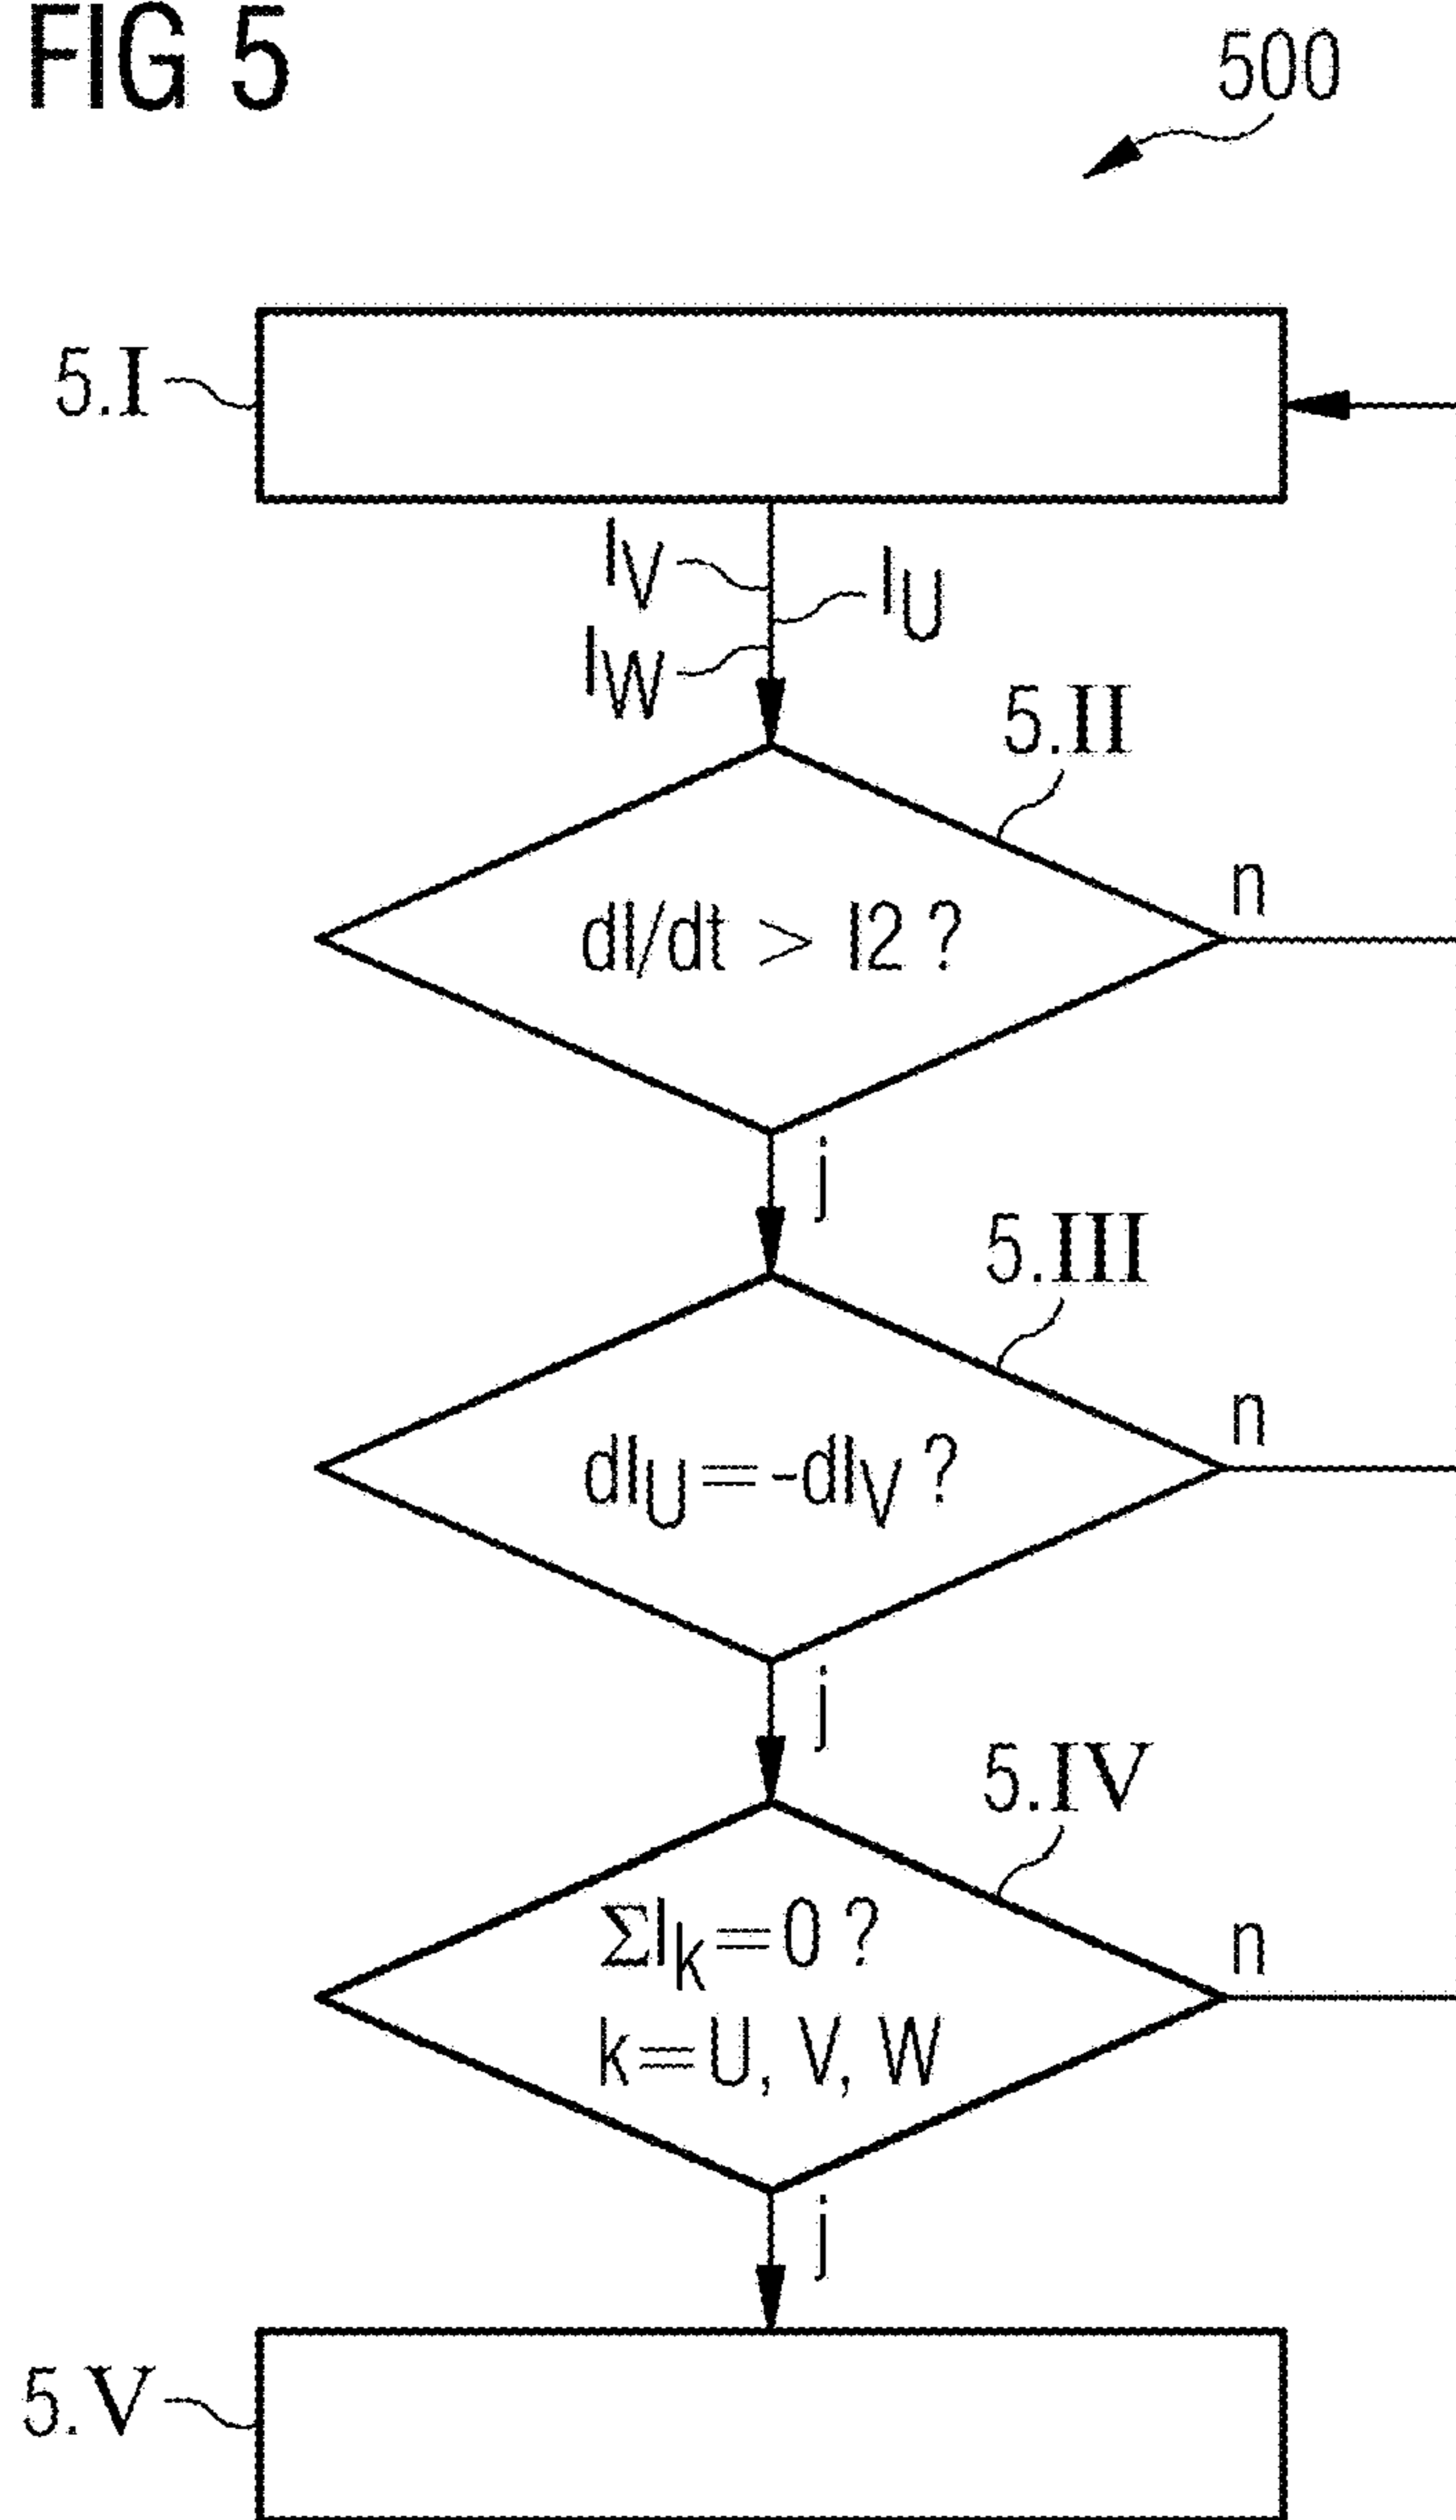 FIG 5
500
5.I
IV
IU
IW
5.II
n
dI/dt > I2 ?
j
5.III
n
dIU=-dIV ?
j
5.IV
n
ΣIk=0 ?
k=U, V, W
j
5.V